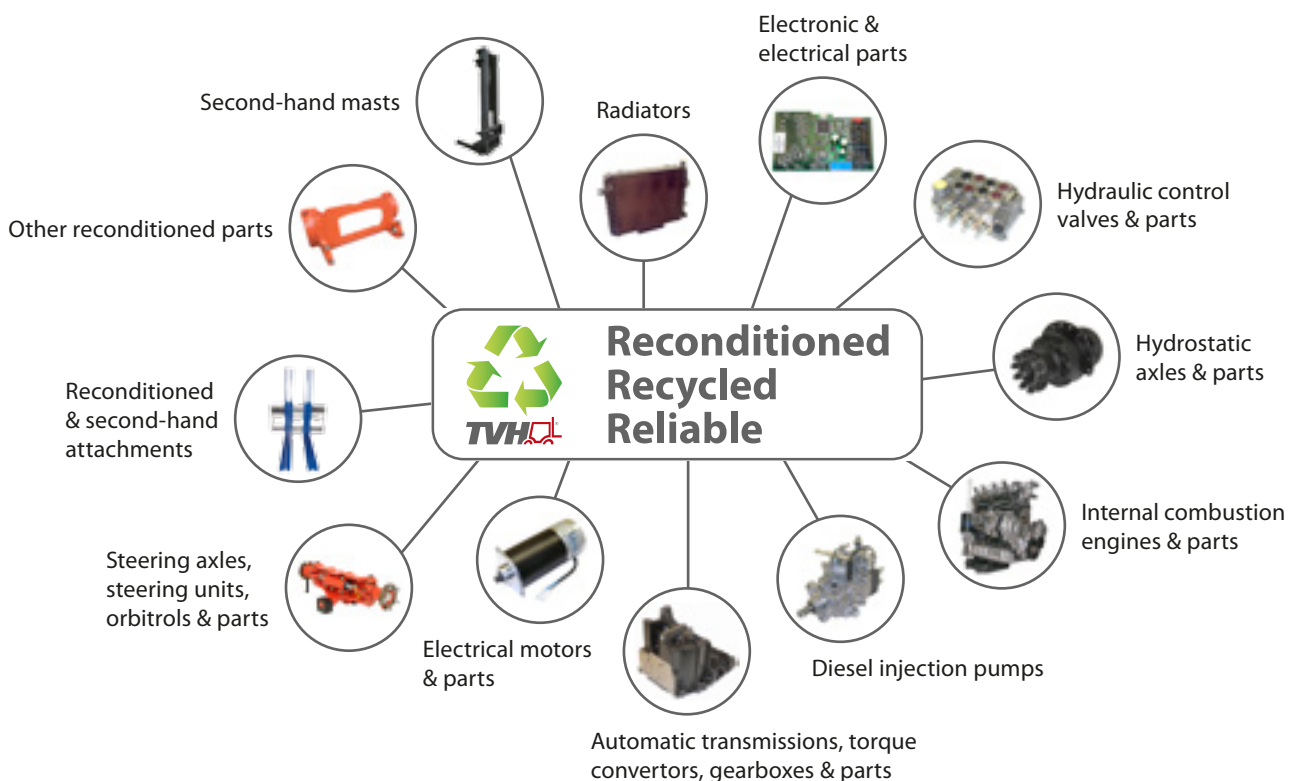 Electronic &
electrical parts
Second-hand masts
Radiators
Hydraulic control
valves & parts
Other reconditioned parts
Reconditioned
Recycled
Reliable
TVH
Hydrostatic
axles & parts
Reconditioned
& second-hand
attachments
Internal combustion
engines & parts
Steering axles,
steering units,
orbitrols & parts
Electrical motors
& parts
Diesel injection pumps
Automatic transmissions, torque
convertors, gearboxes & parts